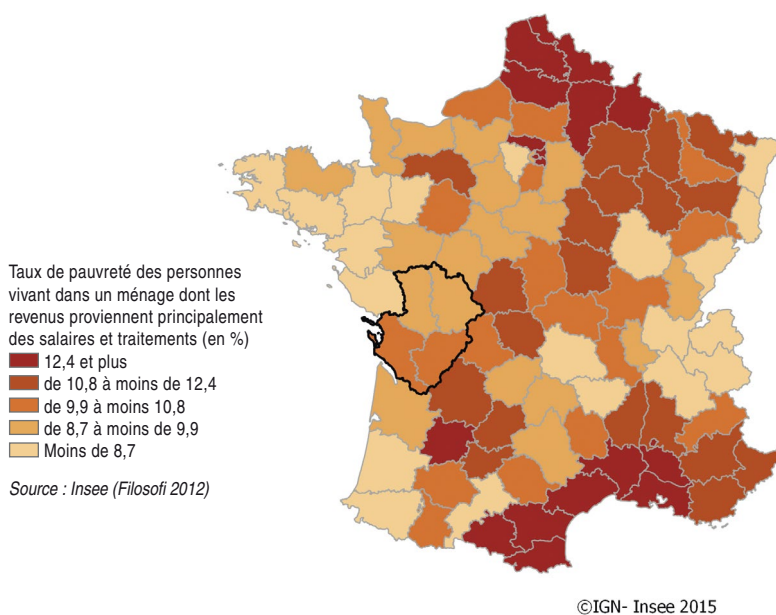 Taux de pauvreté des personnes
vivant dans un ménage dont les
revenus proviennent principalement
des salaires et traitements (en %)
12,4 et plus
de 10,8 à moins de 12,4
de 9,9 à moins 10,8
de 8,7 à moins de 9,9
Moins de 8,7
Source : Insee (Filosofi 2012)
©IGN- Insee 2015